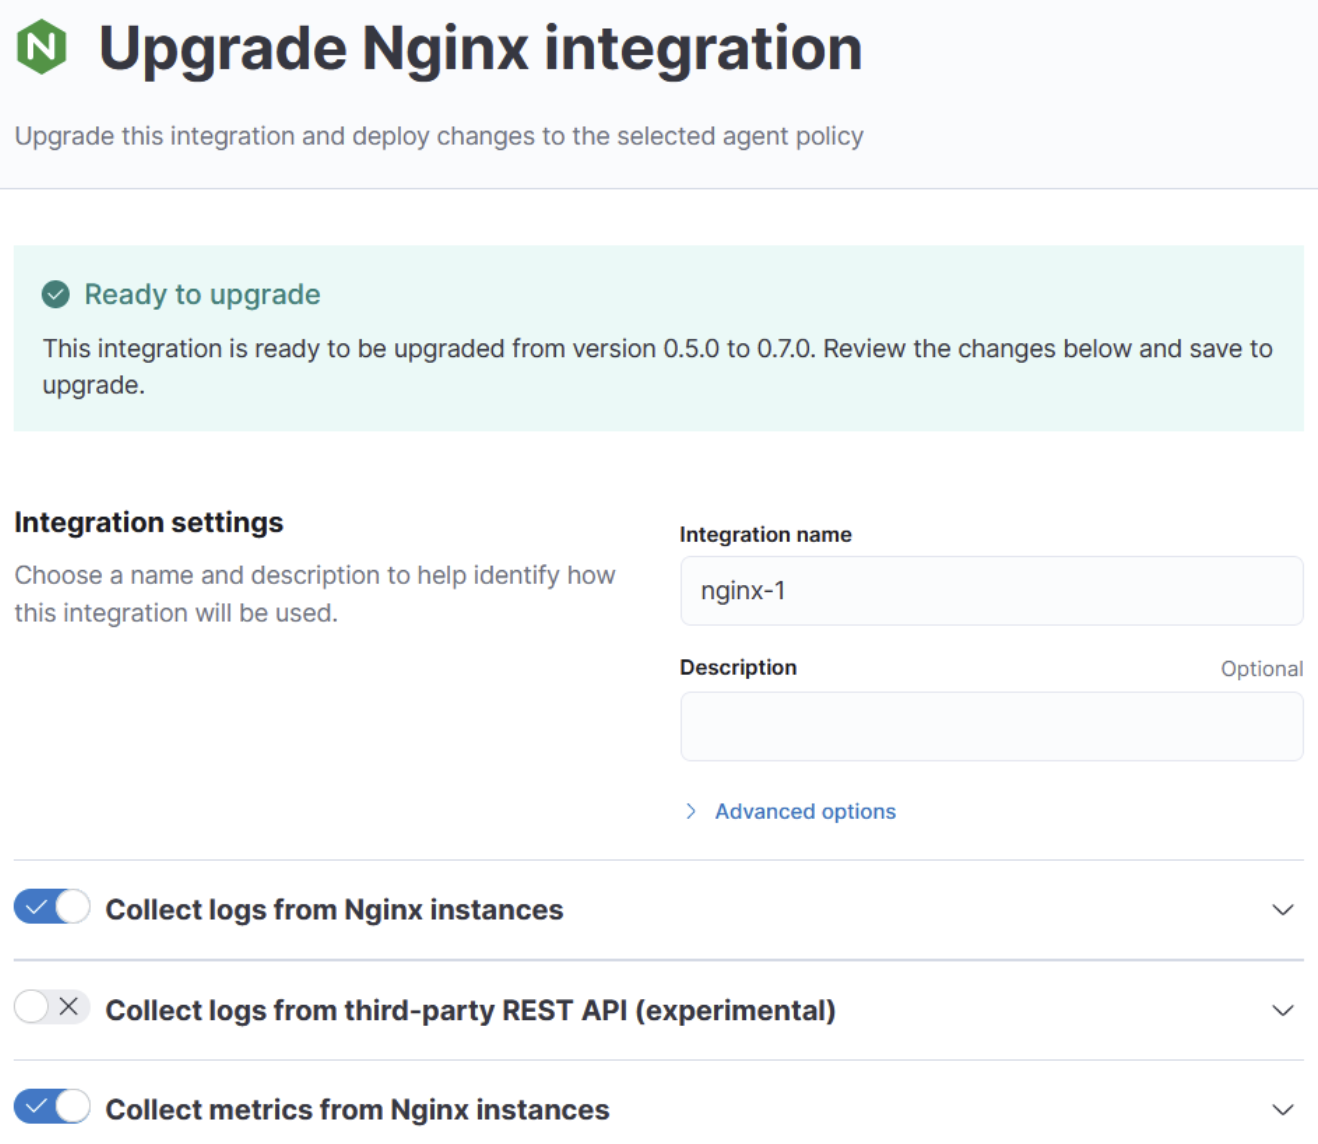 Upgrade Nginx integration
Upgrade this integration and deploy changes to the selected agent policy
Ready to upgrade
This integration is ready to be upgraded from version 0.5.0 to 0.7.0. Review the changes below and save to
upgrade.
Integration settings
Choose a name and description to help identify how
this integration will be used.
Integration name
nginx-1
Description
Optional
Advanced options
Collect logs from Nginx instances
Collect logs from third-party REST API (experimental)
Collect metrics from Nginx instances